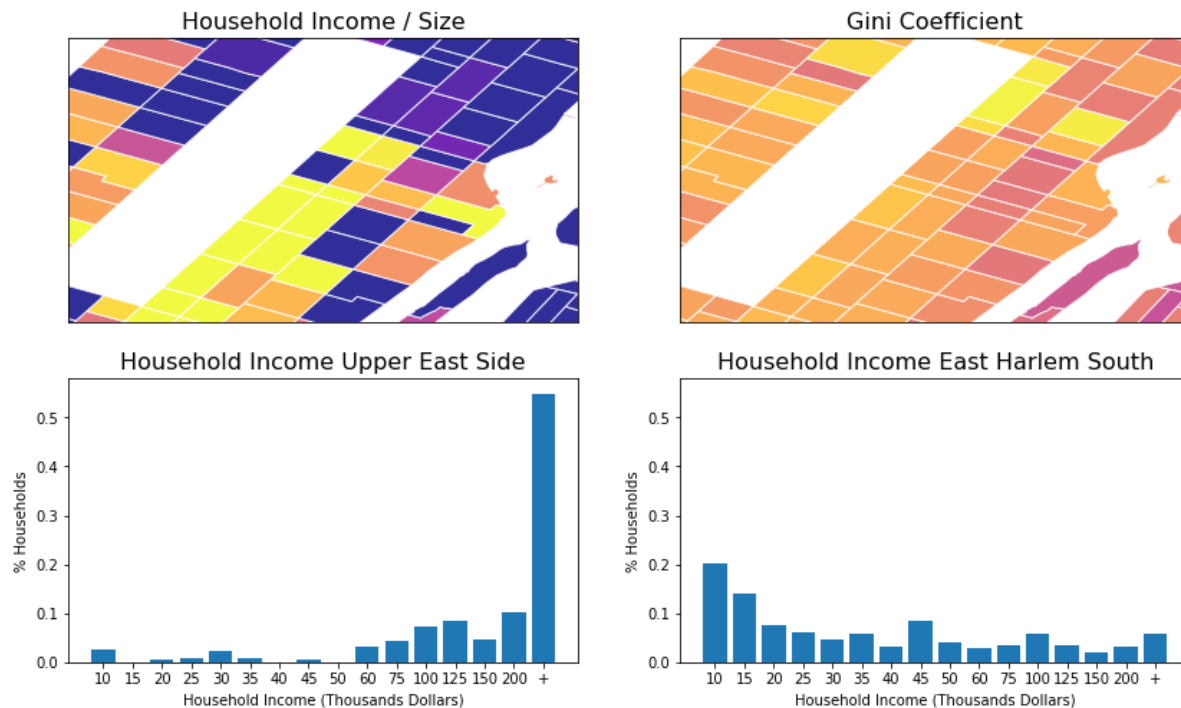 Household Income / Size
Gini Coefficient
Household Income Upper East Side
% Households
0.5
0.4
0.3
0.2
0.1
0.0
10 15 20 25 30 35 40 45 50 60 75 100 125 150 200 +
Household Income (Thousands Dollars)
Household Income East Harlem South
% Households
0.5
0.4
0.3
0.2
0.1
0.0
10 15 20 25 30 35 40 45 50 60 75 100 125 150 200 +
Household Income (Thousands Dollars)